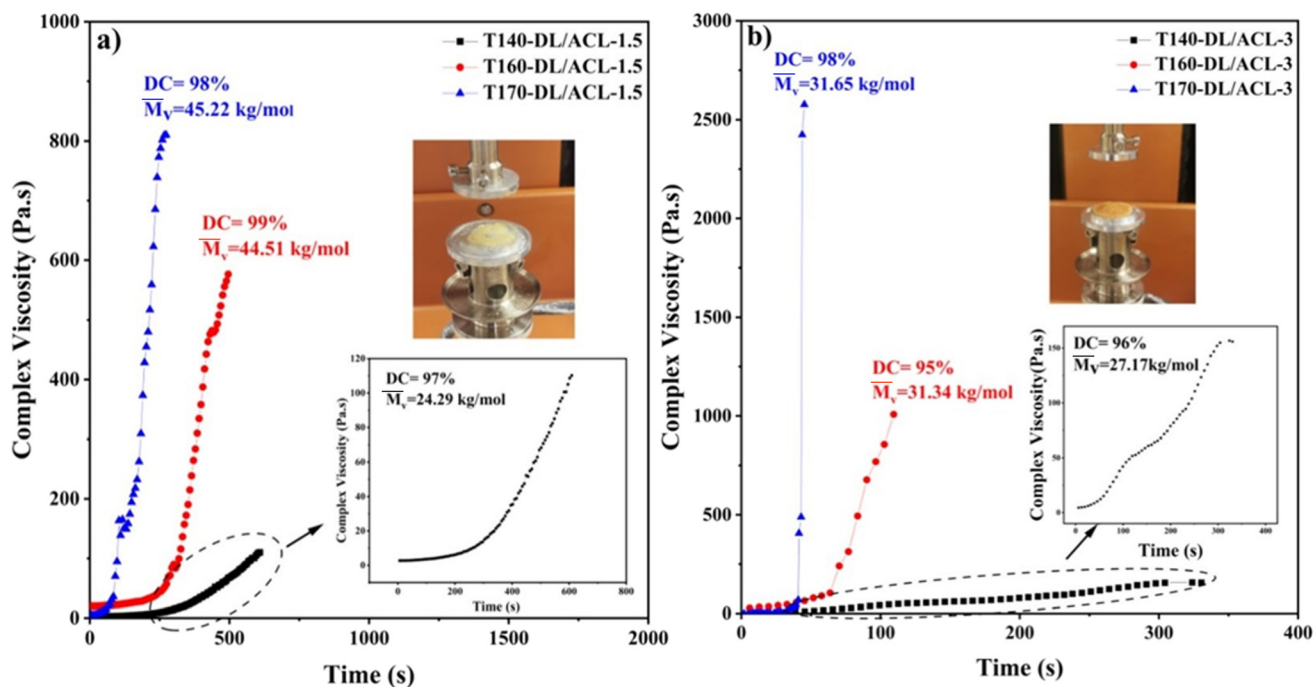 a)
T140-DL/ACL-1.5
T160-DL/ACL-1.5
T170-DL/ACL-1.5
DC= 98%
M̅v=45.22 kg/mol
DC= 99%
M̅v=44.51 kg/mol
DC= 97%
M̅v=24.29 kg/mol
Complex Viscosity (Pa.s)
120
100
80
60
40
20
0
0 200 400 600 800
Time (s)
Complex Viscosity (Pa.s)
1000
800
600
400
200
0
0 500 1000 1500 2000
Time (s)
b)
T140-DL/ACL-3
T160-DL/ACL-3
T170-DL/ACL-3
DC= 98%
M̅v=31.65 kg/mol
DC= 95%
M̅v=31.34 kg/mol
DC= 96%
M̅v=27.17kg/mol
Complex Viscosity(Pa.s)
150
100
50
0
0 100 200 300 400
Time (s)
Complex Viscosity (Pa.s)
3000
2500
2000
1500
1000
500
0
0 100 200 300 400
Time (s)